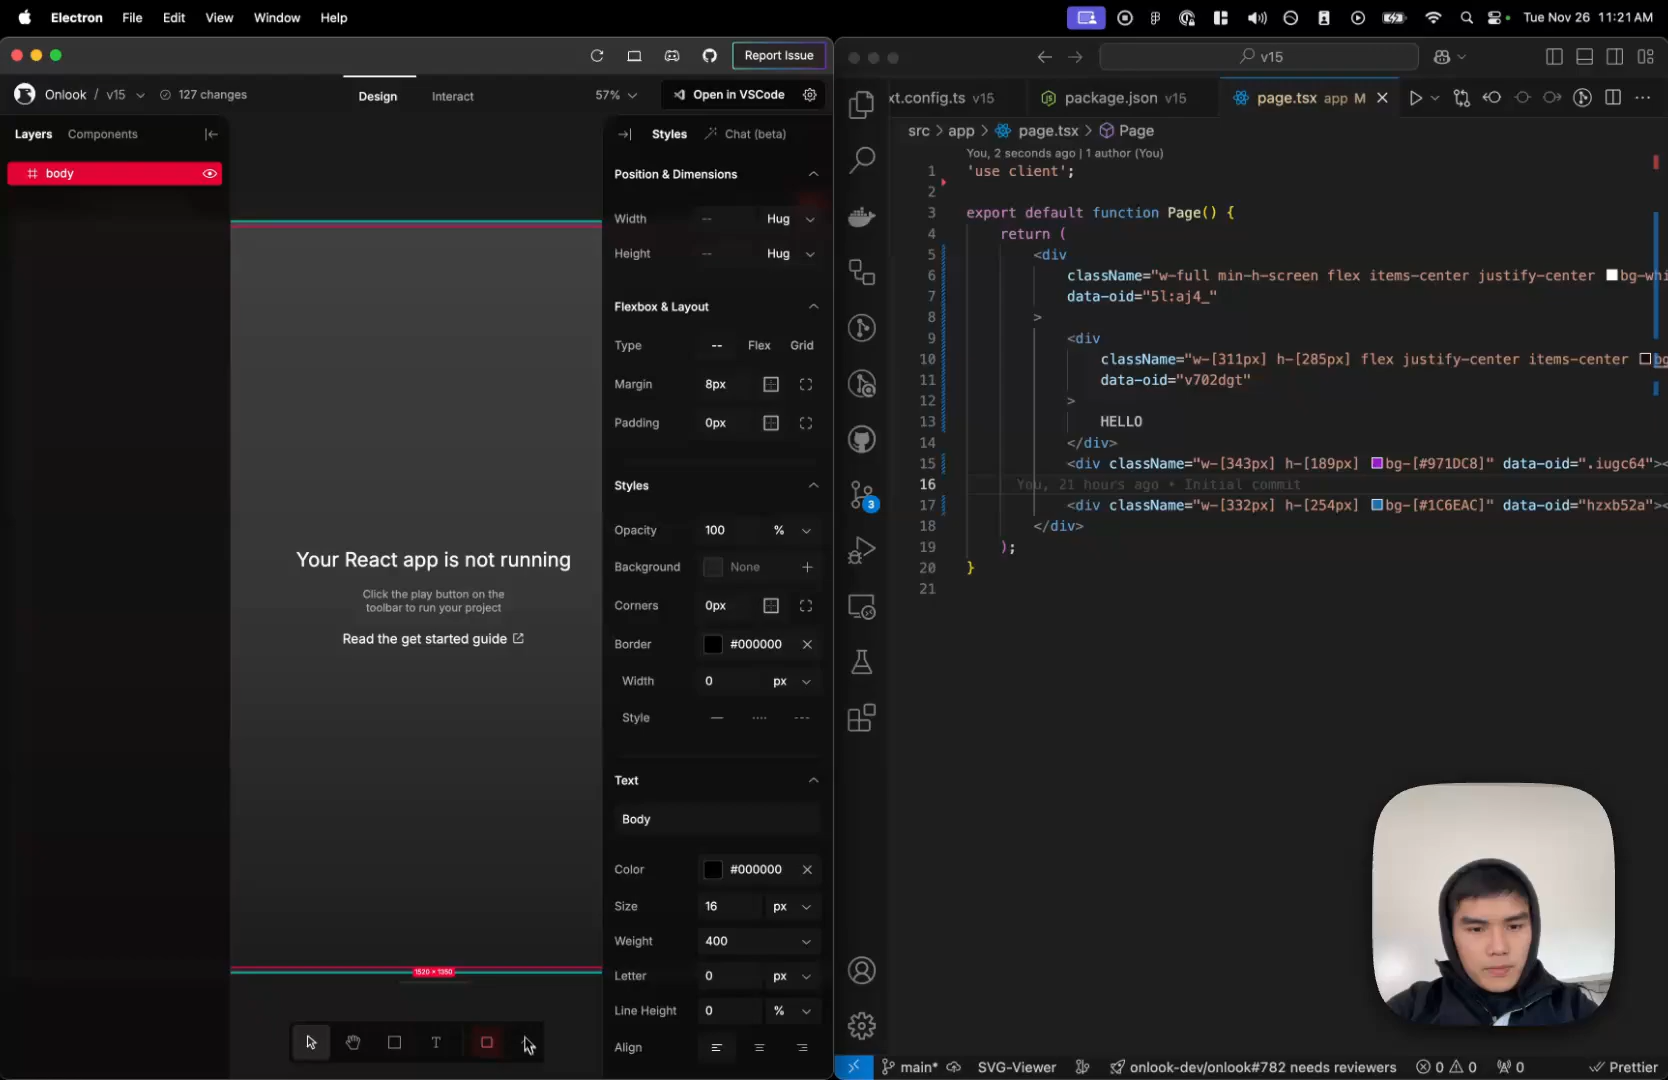 Electron File Edit View Window Help
Tue Nov 26 11:21 AM
Report Issue
Onlook / v15
127 changes
Design
Interact
57%
Open in VSCode
Layers
Components
body
Styles
Chat (beta)
Position & Dimensions
Width -- Hug
Height -- Hug
Flexbox & Layout
Type -- Flex Grid
Margin 8px
Padding 0px
Styles
Opacity 100 %
Background None
Corners 0px
Border #000000
Width 0 px
Style
Text
Body
Color #000000
Size 16 px
Weight 400
Letter 0 px
Line Height 0 %
Align
Your React app is not running
Click the play button on the
toolbar to run your project
Read the get started guide
1520 × 1350
v15
xt.config.ts v15
package.json v15
page.tsx app M
src > app > page.tsx > Page
You, 2 seconds ago | 1 author (You)
1 'use client';
2
3 export default function Page() {
4 return (
5 <div
6 className="w-full min-h-screen flex items-center justify-center bg-whi
7 data-oid="5l:aj4_"
8 >
9 <div
10 className="w-[311px] h-[285px] flex justify-center items-center bg
11 data-oid="v702dgt"
12 >
13 HELLO
14 </div>
15 <div className="w-[343px] h-[189px] bg-[#971DC8]" data-oid=".iugc64"><
16 You, 21 hours ago • Initial commit
17 <div className="w-[332px] h-[254px] bg-[#1C6EAC]" data-oid="hzxb52a"><
18 </div>
19 );
20 }
21
3
main*
SVG-Viewer
onlook-dev/onlook#782 needs reviewers
0 0
0
Prettier